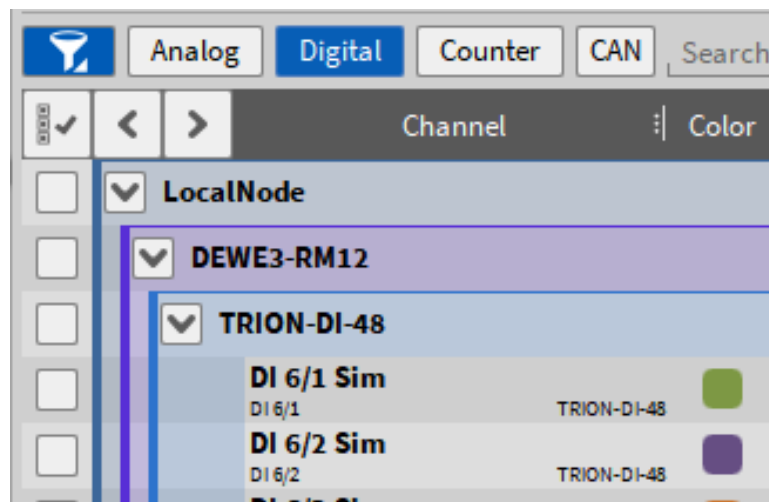 Analog Digital Counter CAN Search
Channel Color
LocalNode
DEWE3-RM12
TRION-DI-48
DI 6/1 Sim
DI 6/1 TRION-DI-48
DI 6/2 Sim
DI 6/2 TRION-DI-48